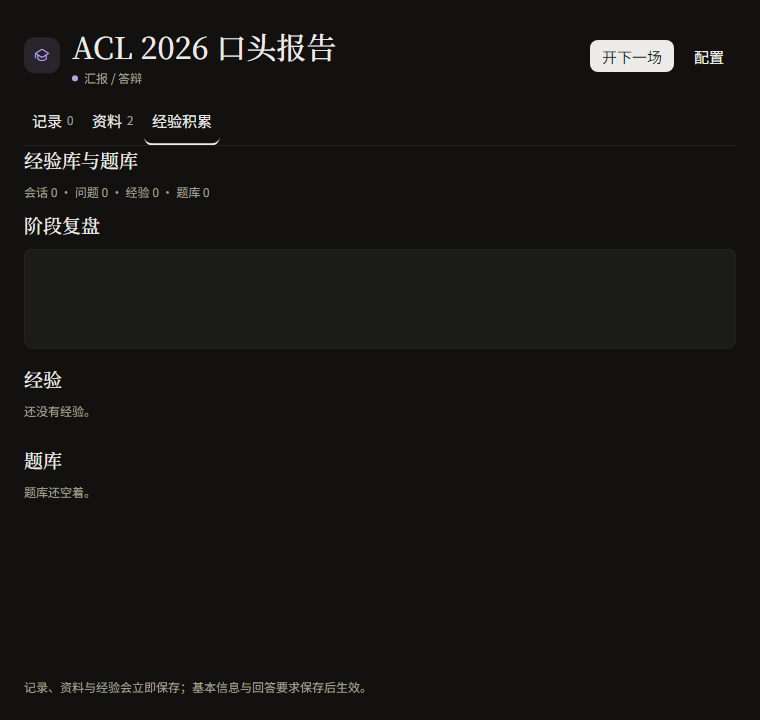 ACL 2026 口头报告
汇报 / 答辩
开下一场
配置
记录 0
资料 2
经验积累
经验库与题库
会话 0 · 问题 0 · 经验 0 · 题库 0
阶段复盘
经验
还没有经验。
题库
题库还空着。
记录、资料与经验会立即保存；基本信息与回答要求保存后生效。